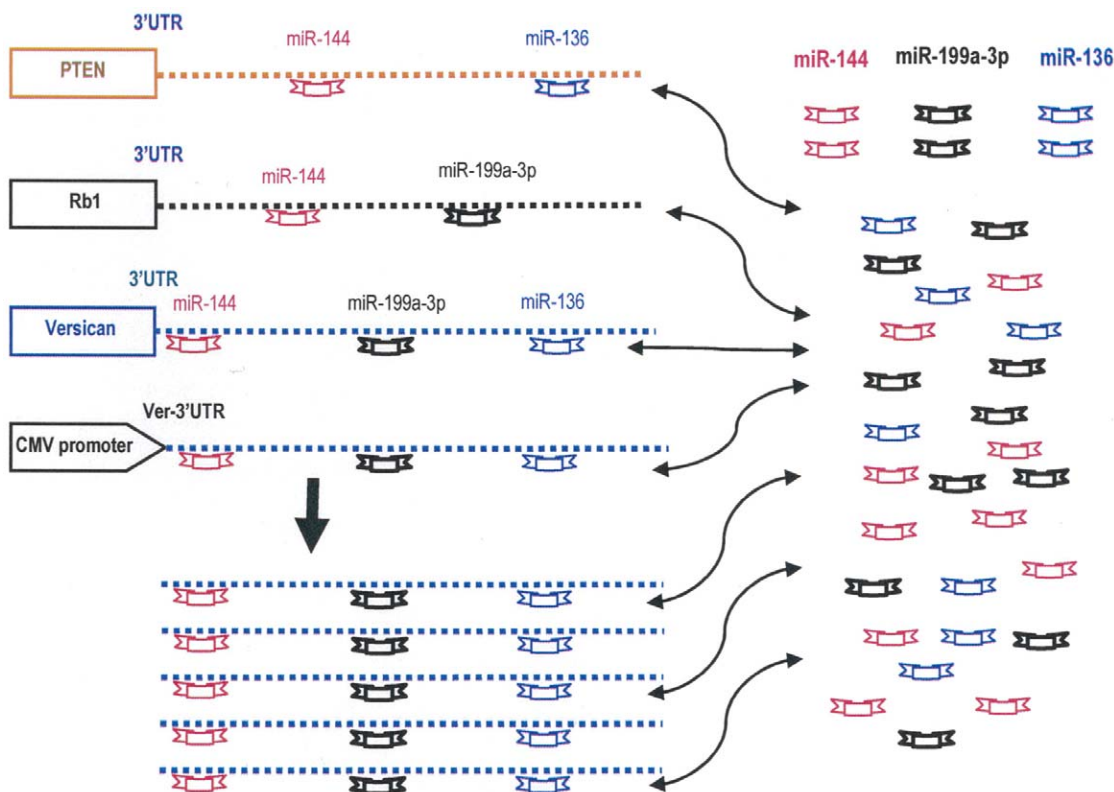 3'UTR
miR-144 miR-136
PTEN
3'UTR
miR-144 miR-199a-3p
Rb1
3'UTR
miR-144 miR-199a-3p miR-136
Versican
Ver-3'UTR
CMV promoter
miR-144 miR-199a-3p miR-136